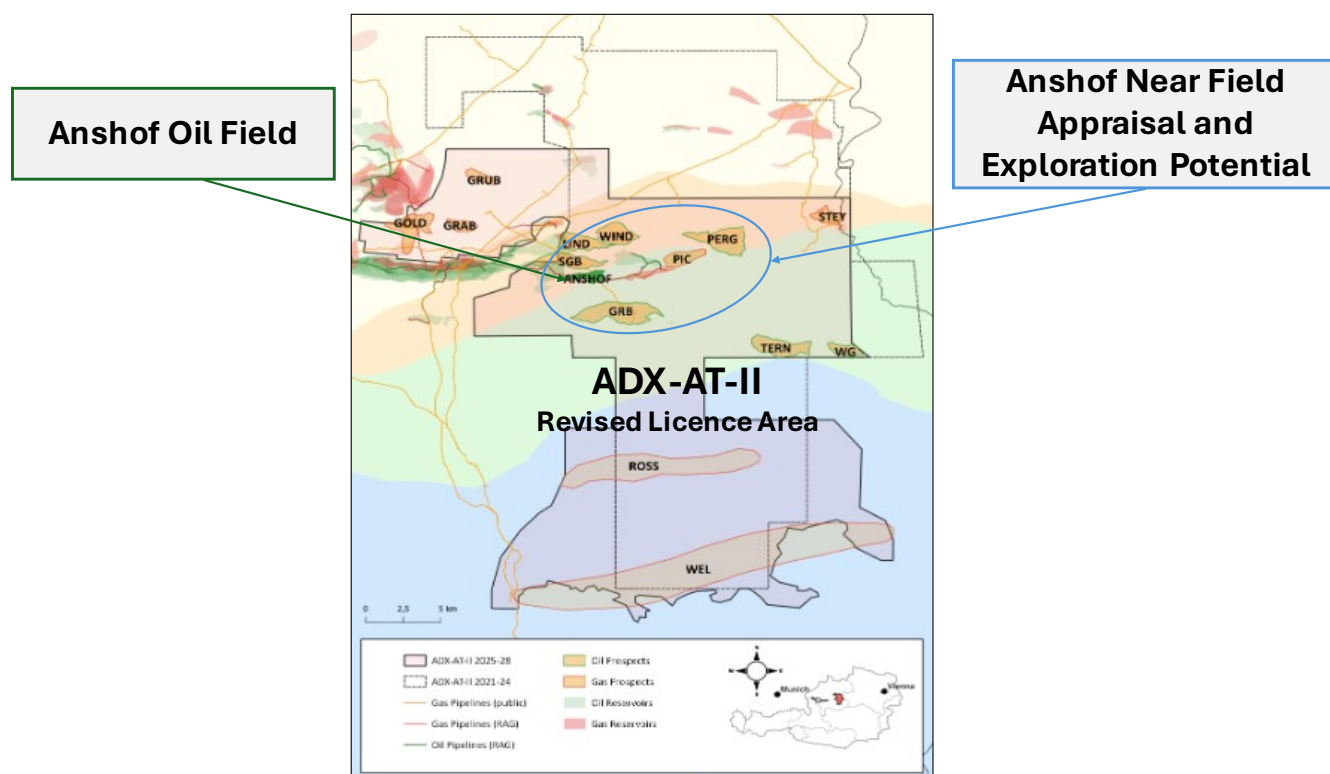 Anshof Oil Field
Anshof Near Field
Appraisal and
Exploration Potential
GRUB
GOLD
GRAB
STEY
LIND
WIND
PERG
SGB
PIC
ANSHOF
GRB
TERN
WG
ADX-AT-II
Revised Licence Area
ROSS
WEL
0
2,5
5 km
ADX-AT-II 2025-28
ADX-AT-II 2021-24
Gas Pipelines (public)
Gas Pipelines (RAG)
Oil Pipelines (RAG)
Oil Prospects
Gas Prospects
Oil Reservoirs
Gas Reservoirs
Munich
Vienna